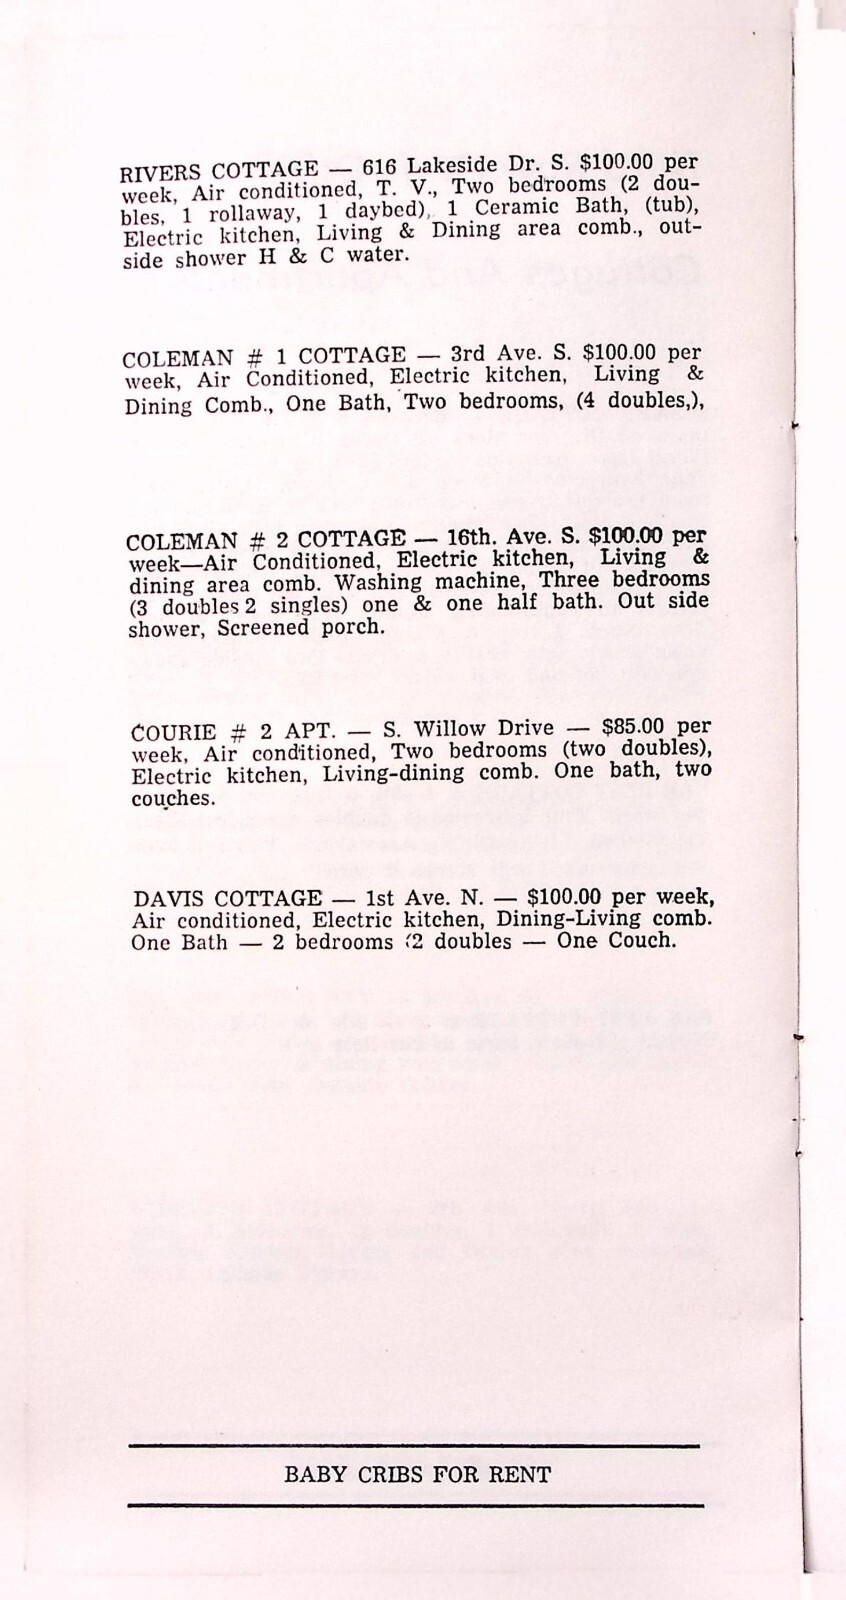 RIVERS COTTAGE — 616 Lakeside Dr. S. $100.00 per
week, Air conditioned, T. V., Two bedrooms (2 dou-
bles, 1 rollaway, 1 daybed), 1 Ceramic Bath, (tub),
Electric kitchen, Living & Dining area comb., out-
side shower H & C water.
COLEMAN # 1 COTTAGE — 3rd Ave. S. $100.00 per
week, Air Conditioned, Electric kitchen, Living &
Dining Comb., One Bath, Two bedrooms, (4 doubles,),
COLEMAN # 2 COTTAGE — 16th. Ave. S. $100.00 per
week—Air Conditioned, Electric kitchen, Living &
dining area comb. Washing machine, Three bedrooms
(3 doubles 2 singles) one & one half bath. Out side
shower, Screened porch.
COURIE # 2 APT. — S. Willow Drive — $85.00 per
week, Air conditioned, Two bedrooms (two doubles),
Electric kitchen, Living-dining comb. One bath, two
couches.
DAVIS COTTAGE — 1st Ave. N. — $100.00 per week,
Air conditioned, Electric kitchen, Dining-Living comb.
One Bath — 2 bedrooms (2 doubles — One Couch.
BABY CRIBS FOR RENT